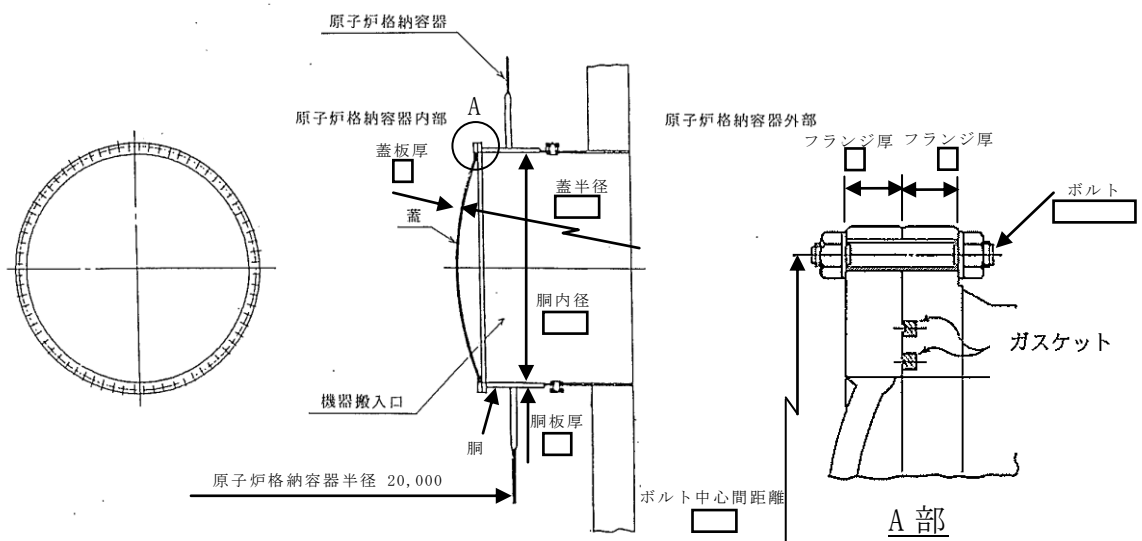 原子炉格納容器
A
原子炉格納容器内部
原子炉格納容器外部
蓋板厚
フランジ厚
フランジ厚
蓋半径
ボルト
蓋
胴内径
ガスケット
機器搬入口
胴
胴板厚
原子炉格納容器半径 20,000
ボルト中心間距離
A 部